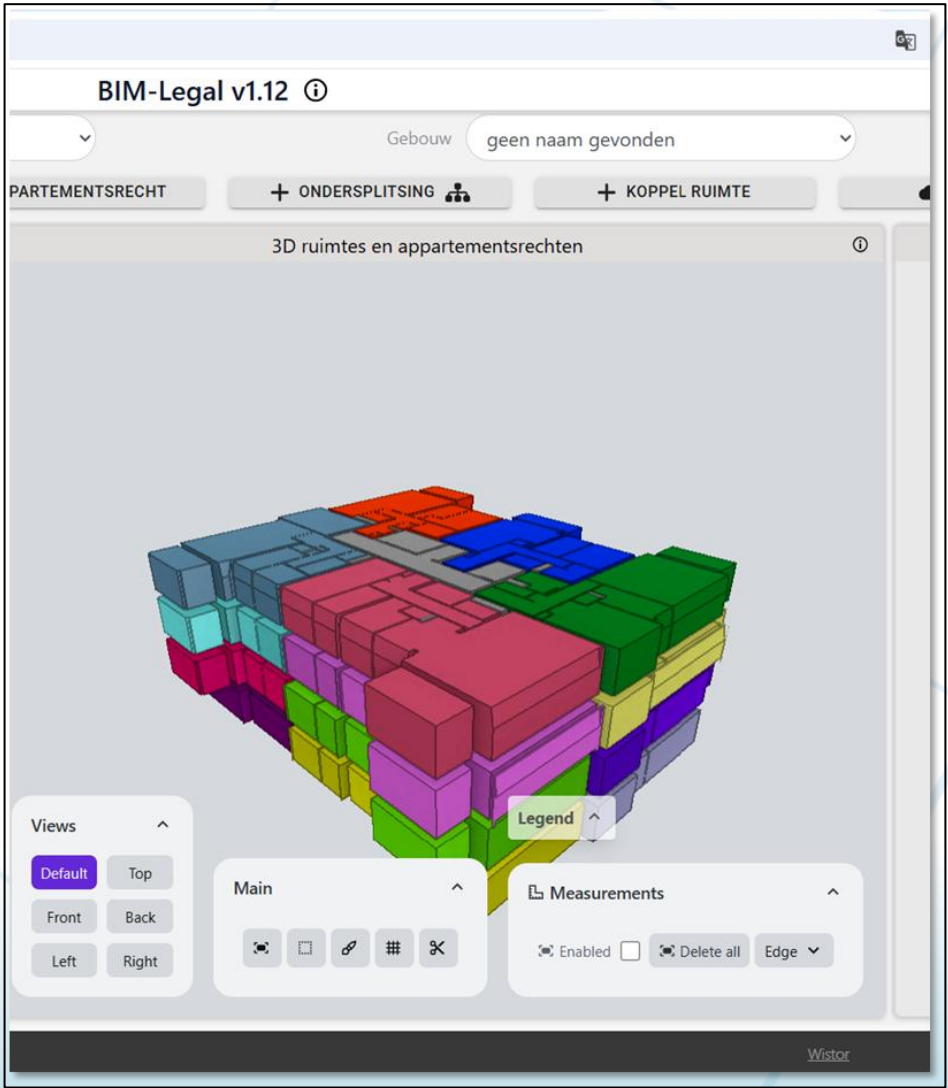 BIM-Legal v1.12
Gebouw geen naam gevonden
PARTEMENTSRECHT + ONDERSPLITSING + KOPPEL RUIMTE
3D ruimtes en appartementsrechten
Legend
Views
Default Top
Front Back
Left Right
Main
Measurements
Enabled Delete all Edge
Wistor